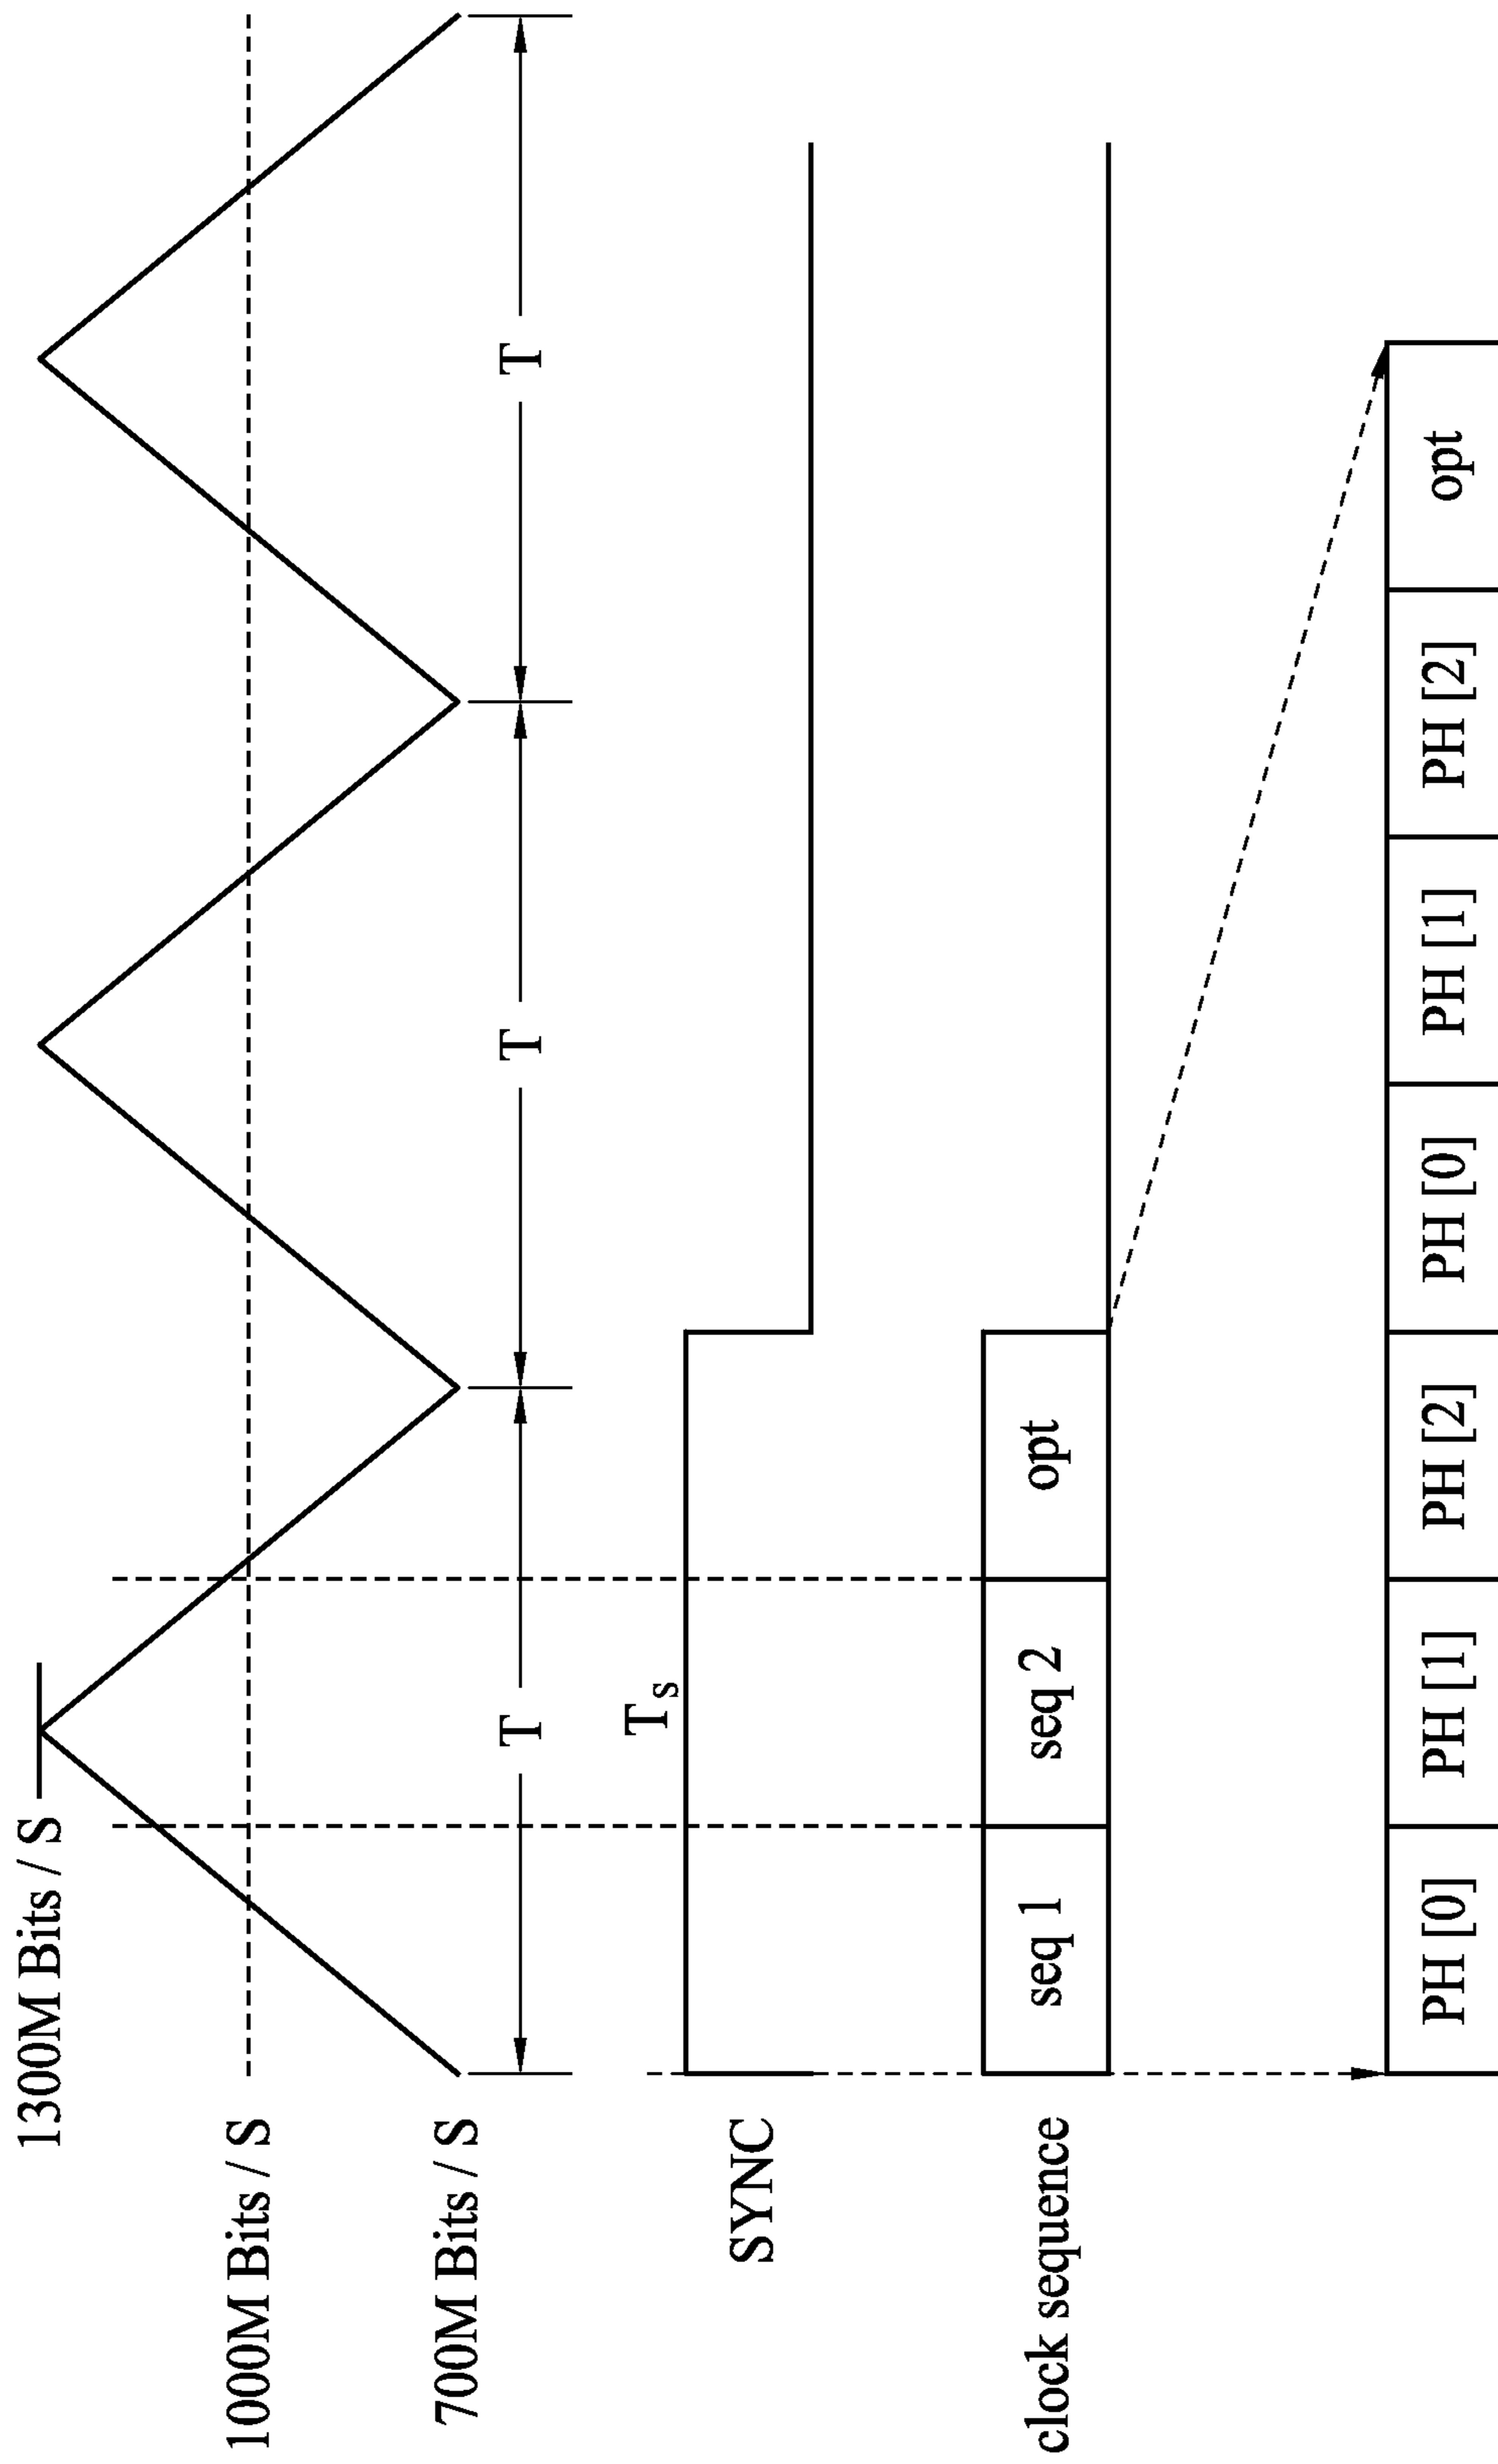 1300M Bits / S
1000M Bits / S
700M Bits / S
T T T
Ts
SYNC
clock sequence
seq 1 seq 2 opt
PH [0] PH [1] PH [2] PH [0] PH [1] PH [2] opt